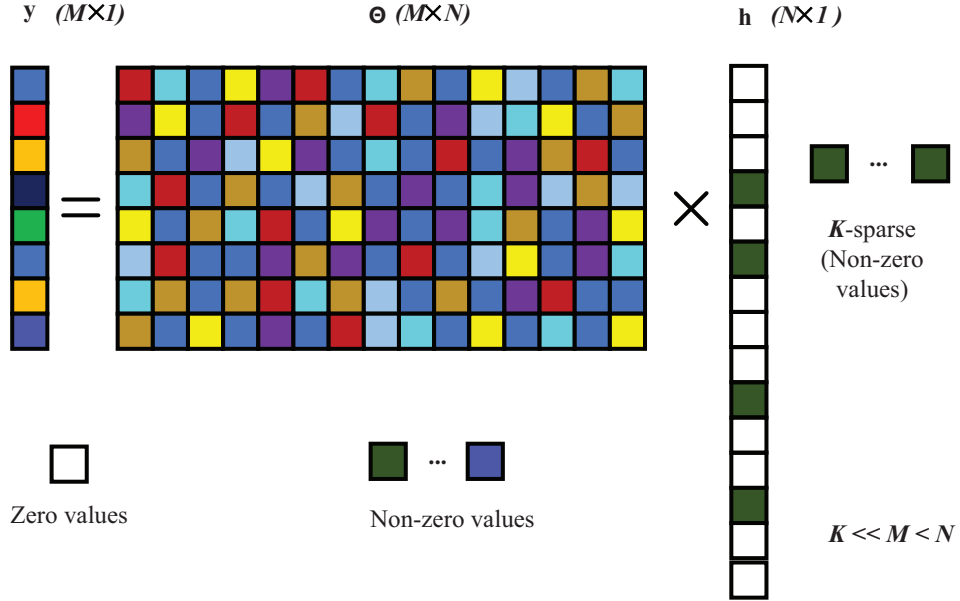 y (M×1)
Θ (M×N)
h (N×1)
=
×
...
K-sparse
(Non-zero
values)
...
Zero values
Non-zero values
K << M < N